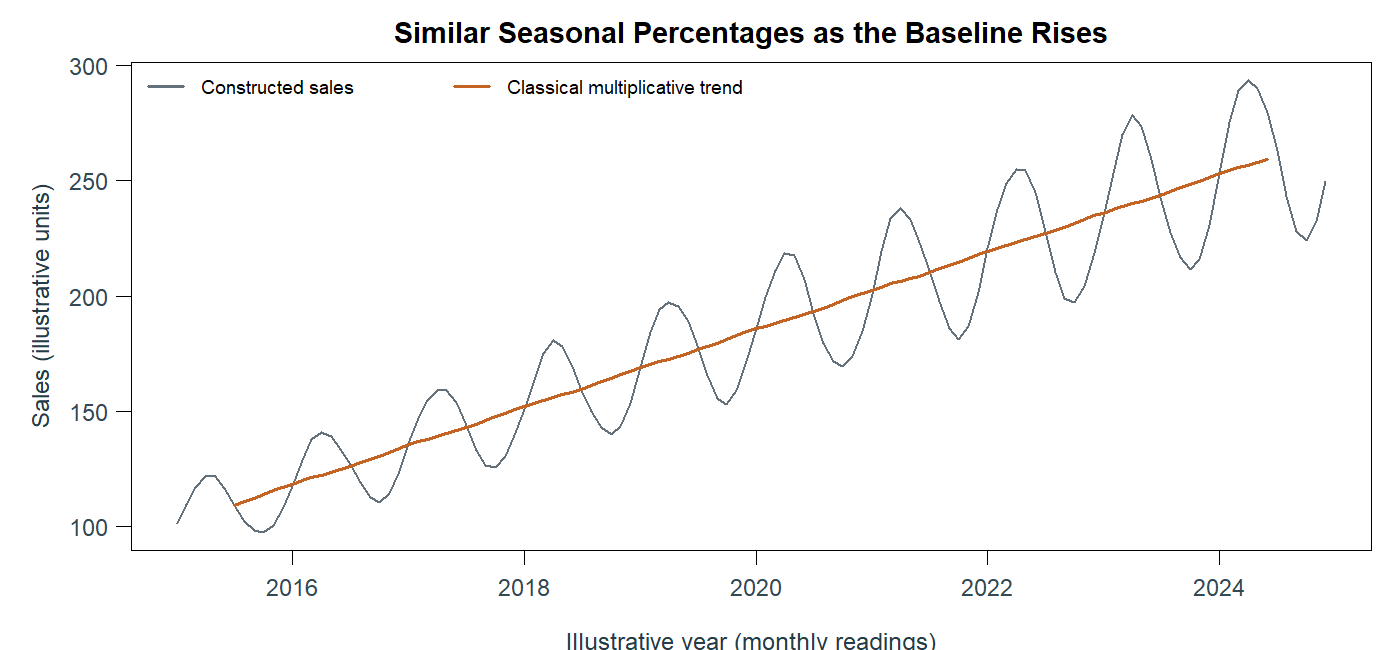 Similar Seasonal Percentages as the Baseline Rises
Constructed sales
Classical multiplicative trend
Sales (illustrative units)
300
250
200
150
100
2016
2018
2020
2022
2024
Illustrative year (monthly readings)